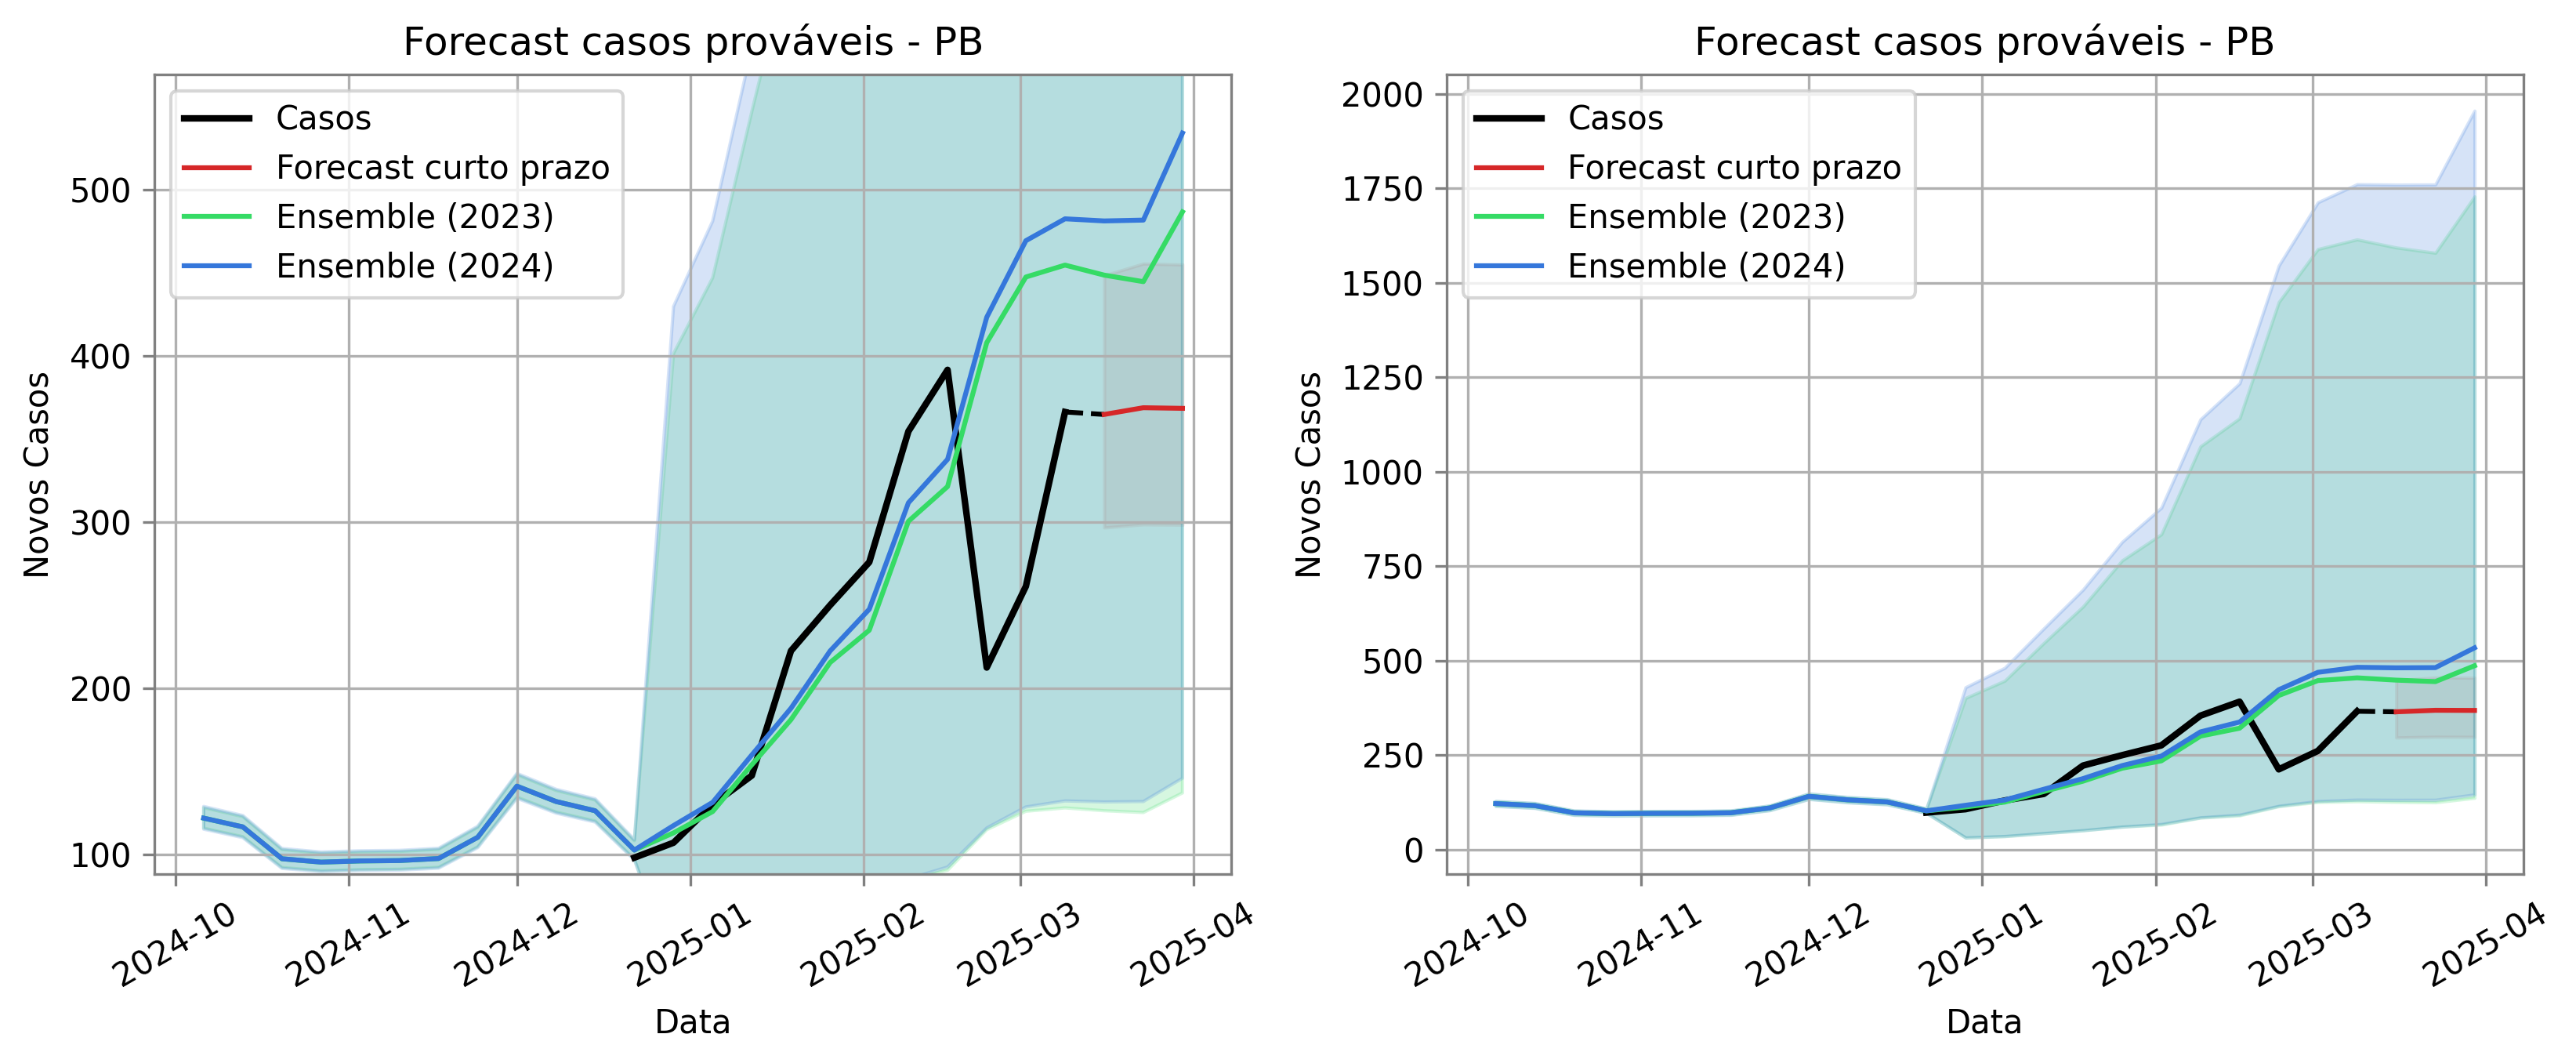 Forecast casos prováveis - PB
Casos
Forecast curto prazo
Ensemble (2023)
Ensemble (2024)
500
400
300
200
100
Novos Casos
2024-10
2024-11
2024-12
2025-01
2025-02
2025-03
2025-04
Data
Forecast casos prováveis - PB
Casos
Forecast curto prazo
Ensemble (2023)
Ensemble (2024)
2000
1750
1500
1250
1000
750
500
250
0
Novos Casos
2024-10
2024-11
2024-12
2025-01
2025-02
2025-03
2025-04
Data